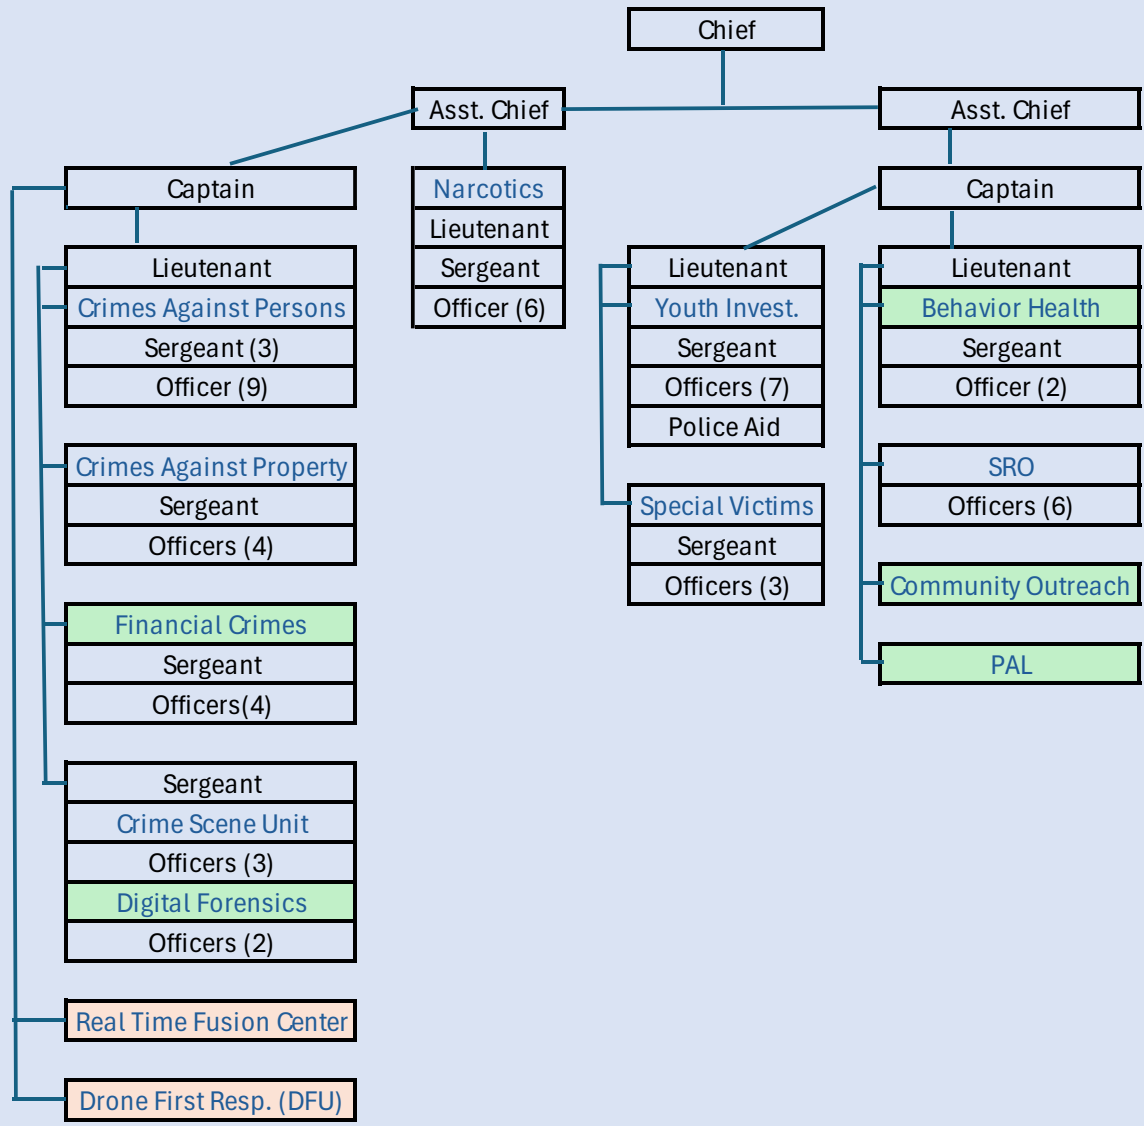 Chief
Asst. Chief
Asst. Chief
Captain
Narcotics
Lieutenant
Sergeant
Officer (6)
Captain
Lieutenant
Crimes Against Persons
Sergeant (3)
Officer (9)
Crimes Against Property
Sergeant
Officers (4)
Financial Crimes
Sergeant
Officers(4)
Sergeant
Crime Scene Unit
Officers (3)
Digital Forensics
Officers (2)
Real Time Fusion Center
Drone First Resp. (DFU)
Lieutenant
Youth Invest.
Sergeant
Officers (7)
Police Aid
Special Victims
Sergeant
Officers (3)
Lieutenant
Behavior Health
Sergeant
Officer (2)
SRO
Officers (6)
Community Outreach
PAL